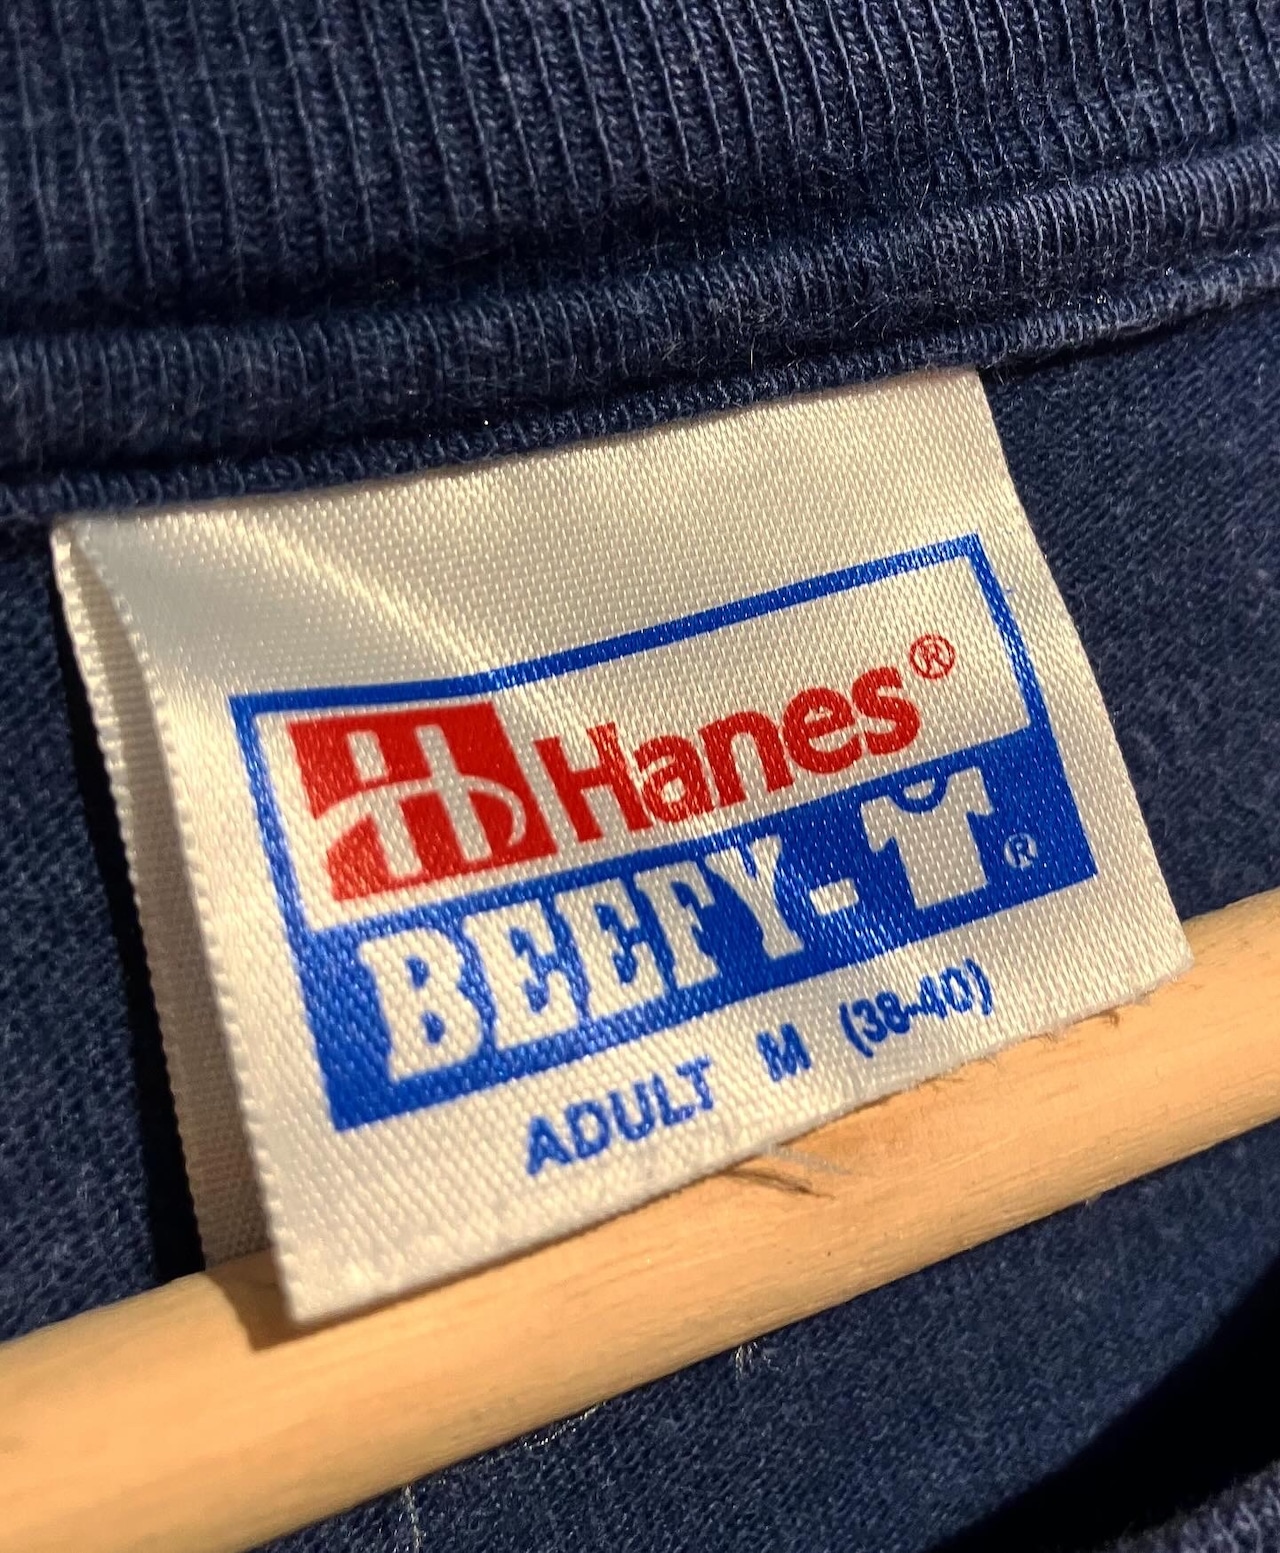 Hanes®
BEEFY-T®
ADULT M (38-40)